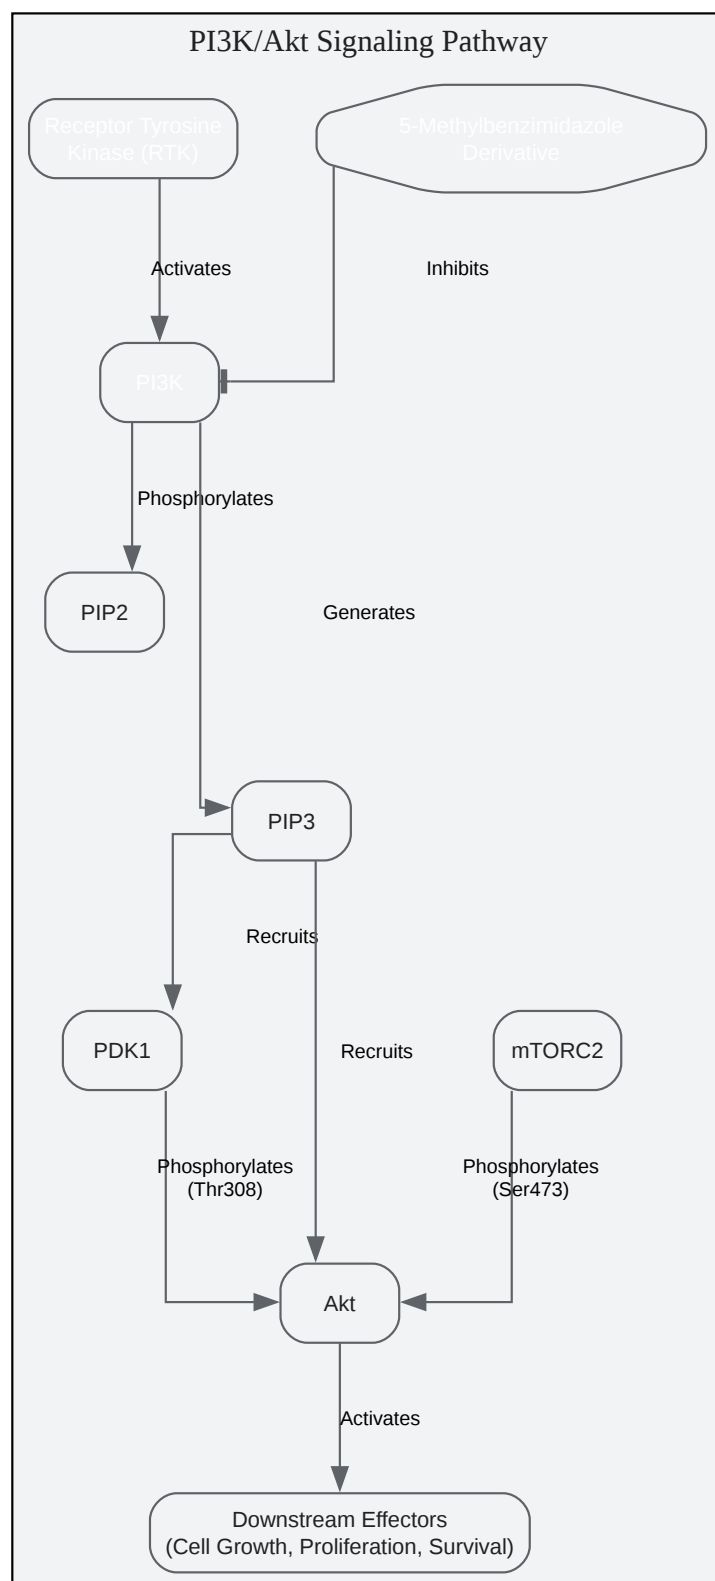 PI3K/Akt Signaling Pathway
Receptor Tyrosine
Kinase (RTK)
5-Methylbenzimidazole
Derivative
Activates
Inhibits
PI3K
Phosphorylates
PIP2
Generates
PIP3
Recruits
PDK1
Recruits
mTORC2
Phosphorylates
(Thr308)
Phosphorylates
(Ser473)
Akt
Activates
Downstream Effectors
(Cell Growth, Proliferation, Survival)